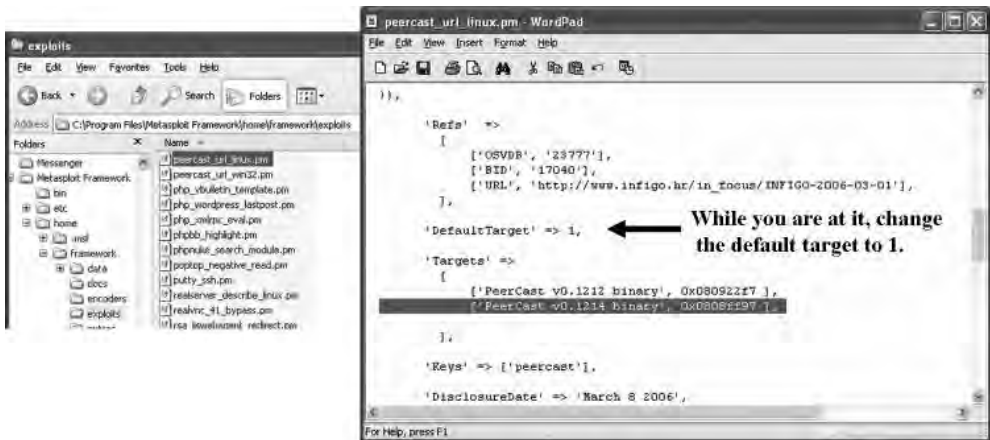 exploits
File Edit View Favorites Tools Help
Back Search Folders
Address C:\Program Files\Metasploit Framework\home\framework\exploits
Folders Name
Messenger
Metasploit Framework
bin
etc
home
framework
data
docs
encoders
exploits
peercast_url_linux.pm
peercast_url_win32.pm
php_vbulletin_template.pm
php_wordpress_lastpost.pm
php_xmlrpc_eval.pm
phpbb_highlight.pm
phpnuke_search_module.pm
poptop_negative_read.pm
putty_ssh.pm
realserver_describe_linux.pm
realvnc_41_bypass.pm
peercast_url_linux.pm - WordPad
File Edit View Insert Format Help
}},
'Refs' =>
[
['OSVDB', '23777'],
['BID', '17040'],
['URL', 'http://www.infigo.hr/in_focus/INFIGO-2006-03-01'],
],
'DefaultTarget' => 1,
While you are at it, change
the default target to 1.
'Targets' =>
[
['PeerCast v0.1212 binary', 0x080922f7 ],
['PeerCast v0.1214 binary', 0x0808ff97 ],
],
'Keys' => ['peercast'],
'DisclosureDate' => 'March 8 2006',
For Help, press F1